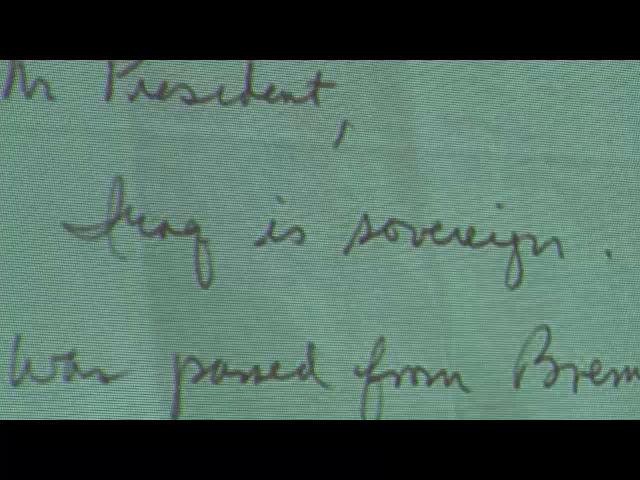 Mr President,
Iraq is sovereign.
was passed from Brem